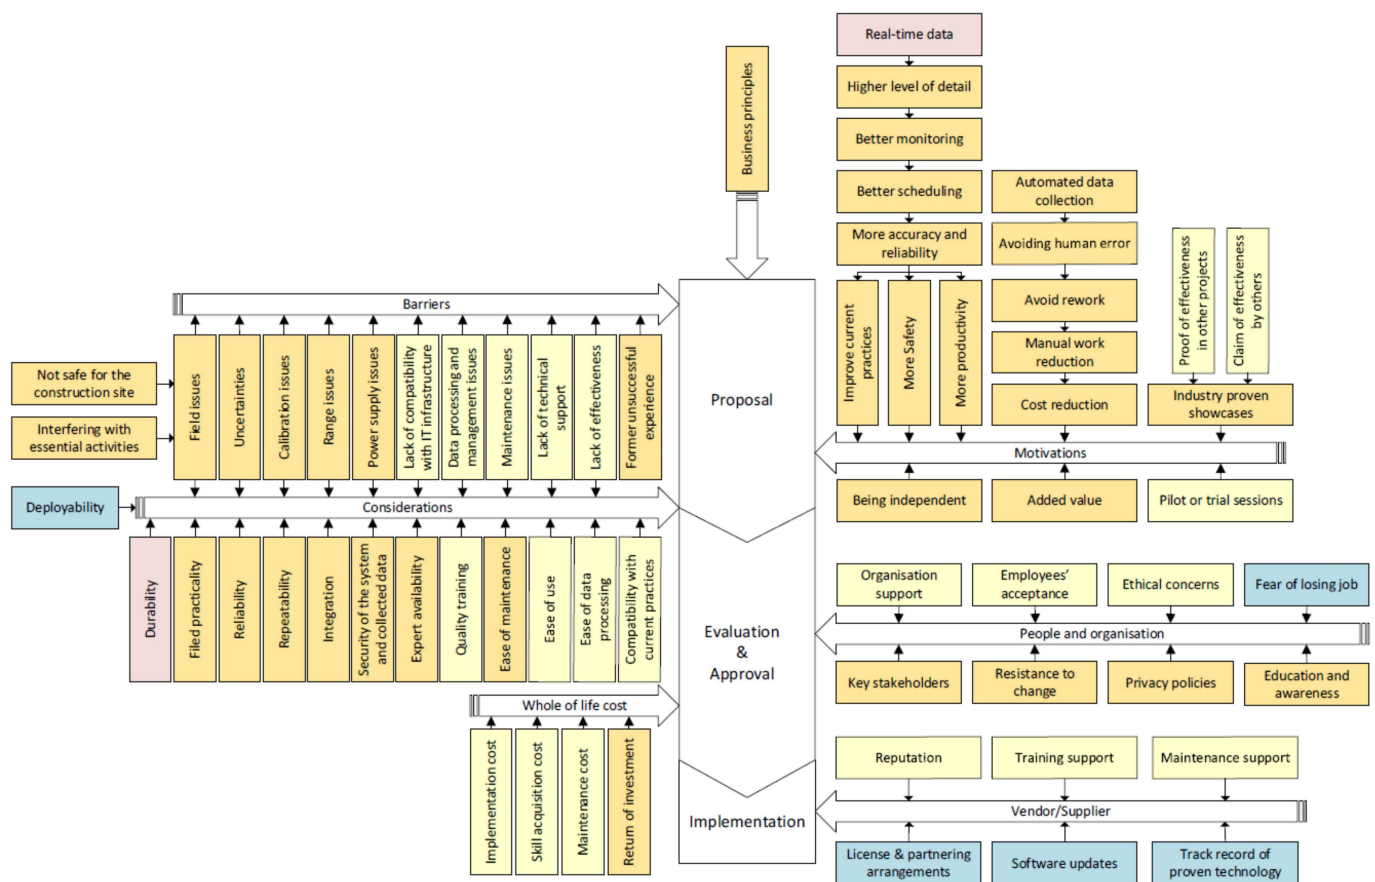 Real-time data
Higher level of detail
Better monitoring
Better scheduling
More accuracy and
reliability
Improve current
practices
More Safety
More productivity
Automated data
collection
Avoiding human error
Avoid rework
Manual work
reduction
Cost reduction
Proof of effectiveness
in other projects
Claim of effectiveness
by others
Industry proven
showcases
Motivations
Being independent
Added value
Pilot or trial sessions
Business principles
Barriers
Not safe for the
construction site
Interfering with
essential activities
Field issues
Uncertainties
Calibration issues
Range issues
Power supply issues
Lack of compatibility
with IT infrastructure
Data processing and
management issues
Maintenance issues
Lack of technical
support
Lack of effectiveness
Former unsuccessful
experience
Proposal
Deployability
Considerations
Durability
Filed practicality
Reliability
Repeatability
Integration
Security of the system
and collected data
Expert availability
Quality training
Ease of maintenance
Ease of use
Ease of data
processing
Compatibility with
current practices
Evaluation
&
Approval
Organisation
support
Employees'
acceptance
Ethical concerns
Fear of losing job
People and organisation
Key stakeholders
Resistance to
change
Privacy policies
Education and
awareness
Whole of life cost
Implementation cost
Skill acquisition cost
Maintenance cost
Return of investment
Implementation
Reputation
Training support
Maintenance support
Vendor/Supplier
License & partnering
arrangements
Software updates
Track record of
proven technology